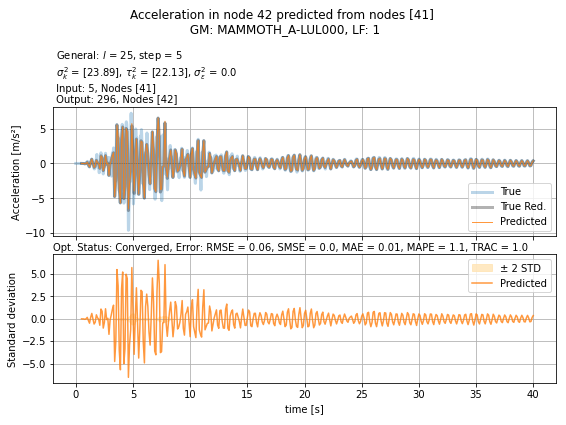 Acceleration in node 42 predicted from nodes [41]
GM: MAMMOTH_A-LUL000, LF: 1
General: l = 25, step = 5
σ²ₖ = [23.89], τ²ₖ = [22.13], σ²_ε = 0.0
Input: 5, Nodes [41]
Output: 296, Nodes [42]
Acceleration [m/s²]
5
0
−5
−10
True
True Red.
Predicted
Opt. Status: Converged, Error: RMSE = 0.06, SMSE = 0.0, MAE = 0.01, MAPE = 1.1, TRAC = 1.0
Standard deviation
5.0
2.5
0.0
−2.5
−5.0
± 2 STD
Predicted
0 5 10 15 20 25 30 35 40
time [s]